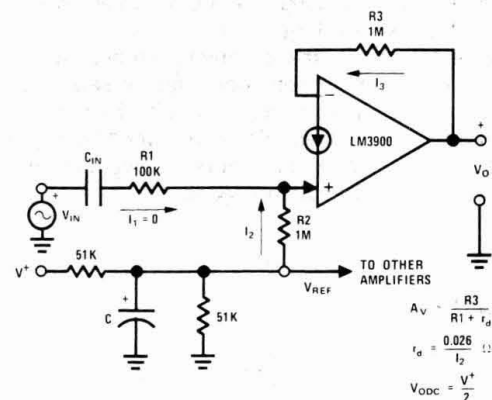 R3
1M
I3
−
LM3900
+
+
VO
CIN
R1
100K
+
VIN
I1 = 0
I2
R2
1M
51K
V+
+
C
51K
VREF
TO OTHER
AMPLIFIERS
AV = R3 / R1 + rd
rd = 0.026 / I2
VODC = V+ / 2